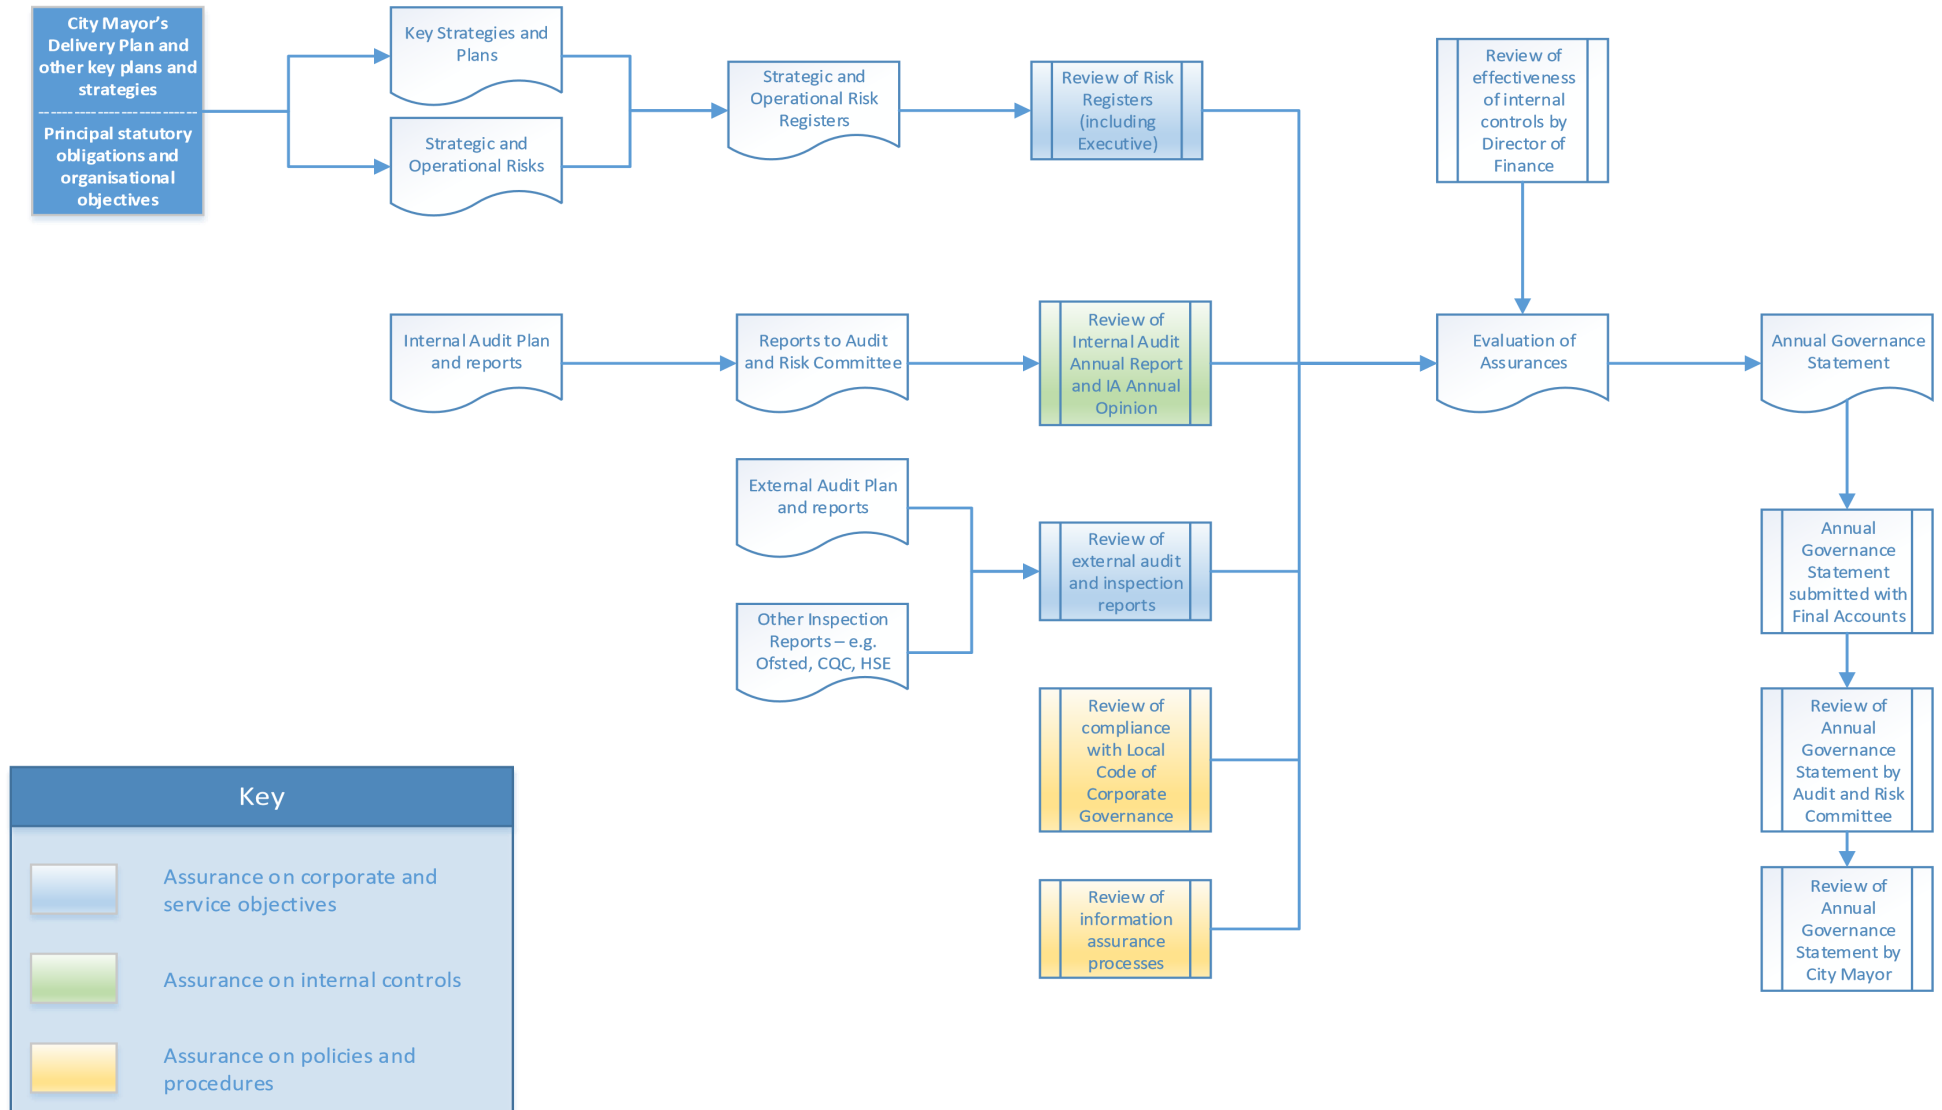 City Mayor's
Delivery Plan and
other key plans and
strategies
Principal statutory
obligations and
organisational
objectives
Key Strategies and
Plans
Strategic and
Operational Risks
Strategic and
Operational Risk
Registers
Review of Risk
Registers
(including
Executive)
Review of
effectiveness
of internal
controls by
Director of
Finance
Internal Audit Plan
and reports
Reports to Audit
and Risk Committee
Review of
Internal Audit
Annual Report
and IA Annual
Opinion
Evaluation of
Assurances
Annual Governance
Statement
External Audit Plan
and reports
Other Inspection
Reports – e.g.
Ofsted, CQC, HSE
Review of
external audit
and inspection
reports
Annual
Governance
Statement
submitted with
Final Accounts
Review of
compliance
with Local
Code of
Corporate
Governance
Review of
Annual
Governance
Statement by
Audit and Risk
Committee
Review of
information
assurance
processes
Review of
Annual
Governance
Statement by
City Mayor
Key
Assurance on corporate and
service objectives
Assurance on internal controls
Assurance on policies and
procedures